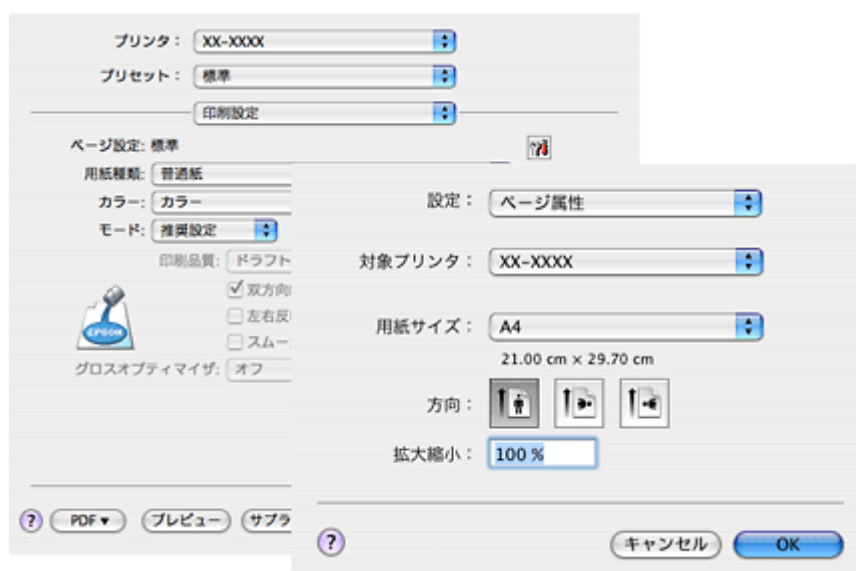 プリンタ： XX-XXXX
プリセット： 標準
印刷設定
ページ設定: 標準
用紙種類: 普通紙
カラー: カラー
モード: 推奨設定
印刷品質: ドラフト
双方向
左右反
スムー
EPSON
グロスオプティマイザ: オフ
? PDF▼ プレビュー サプラ
設定： ページ属性
対象プリンタ： XX-XXXX
用紙サイズ： A4
21.00 cm × 29.70 cm
方向：
拡大縮小： 100 %
? キャンセル OK